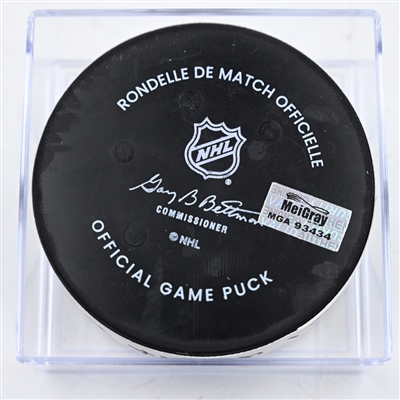 RONDELLE DE MATCH OFFICIELLE
NHL
Gary B Bettman
COMMISSIONER
© NHL
MeiGray
MGA 93434
OFFICIAL GAME PUCK